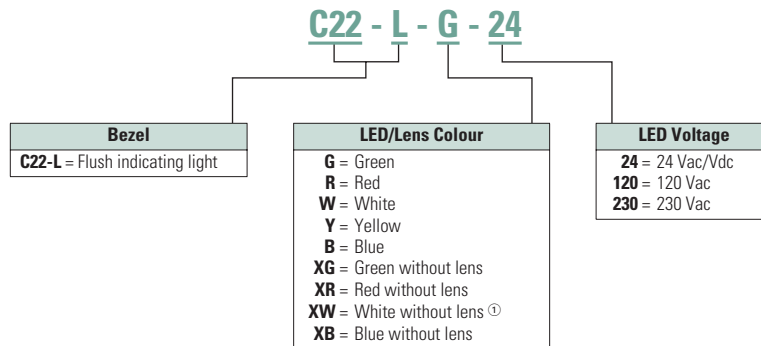 C22 - L - G - 24
Bezel
C22-L = Flush indicating light
LED/Lens Colour
G = Green
R = Red
W = White
Y = Yellow
B = Blue
XG = Green without lens
XR = Red without lens
XW = White without lens ①
XB = Blue without lens
LED Voltage
24 = 24 Vac/Vdc
120 = 120 Vac
230 = 230 Vac